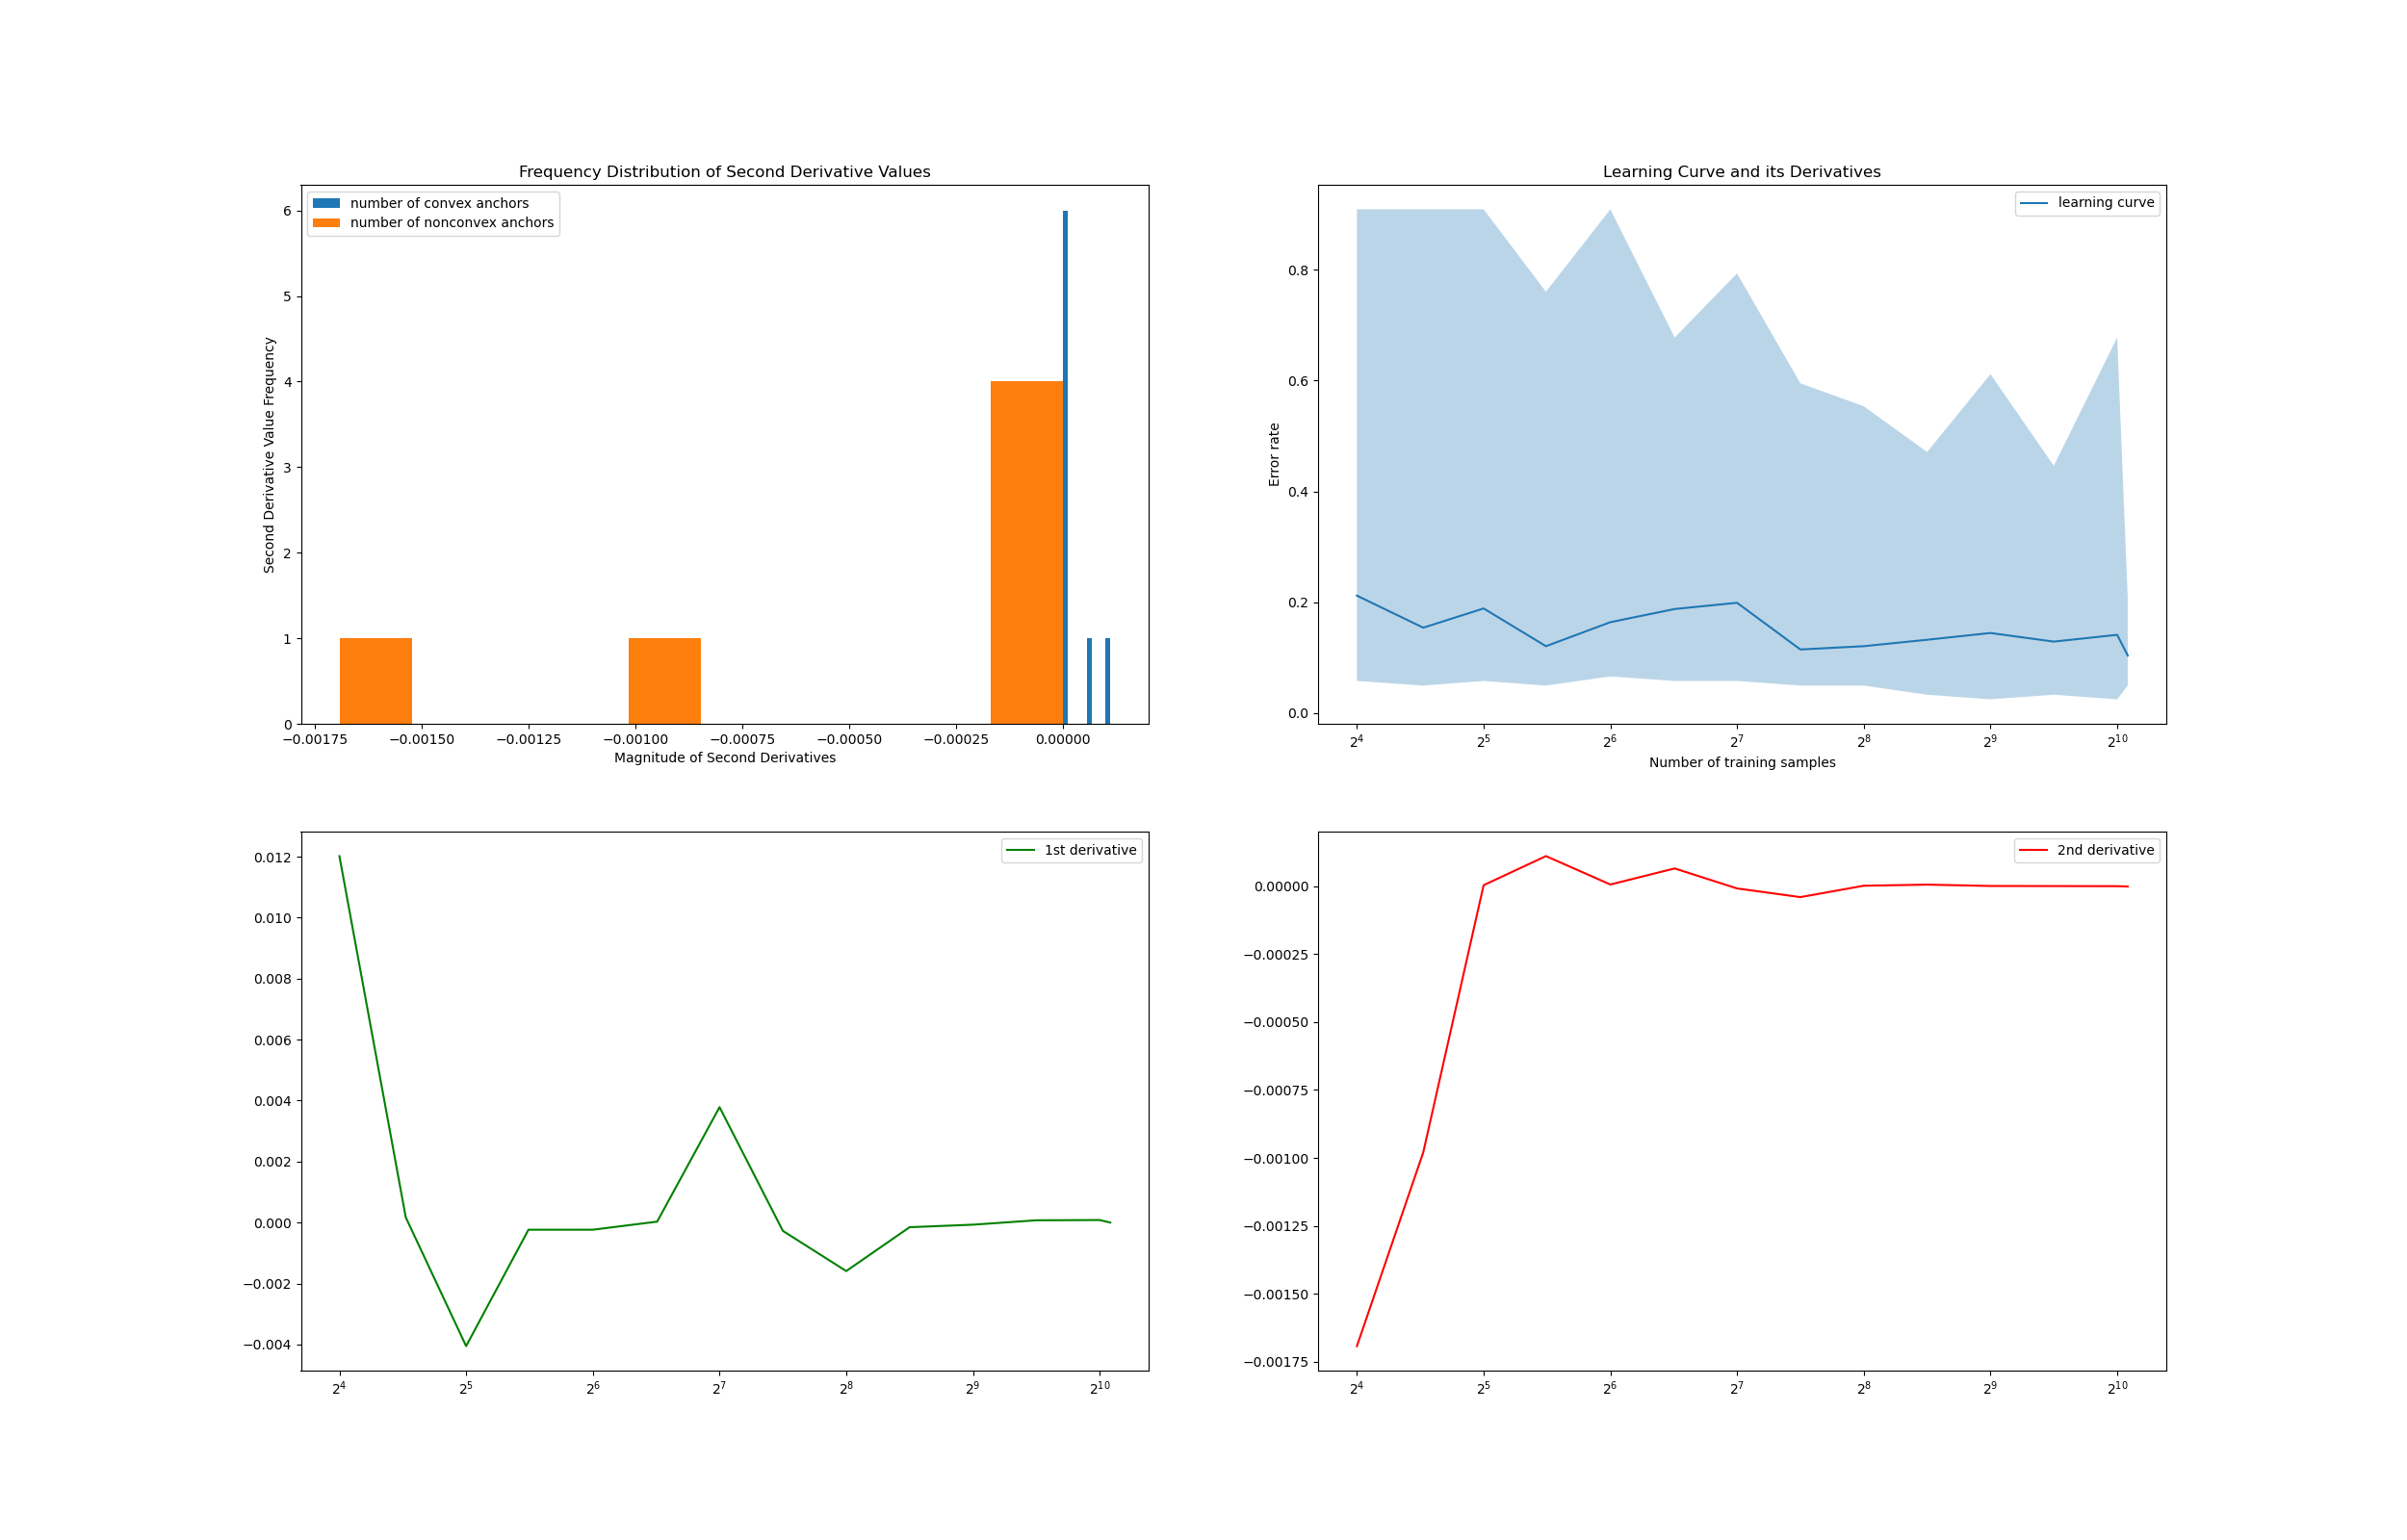 Frequency Distribution of Second Derivative Values
number of convex anchors
number of nonconvex anchors
Second Derivative Value Frequency
6
5
4
3
2
1
0
−0.00175 −0.00150 −0.00125 −0.00100 −0.00075 −0.00050 −0.00025 0.00000
Magnitude of Second Derivatives
Learning Curve and its Derivatives
learning curve
Error rate
0.8
0.6
0.4
0.2
0.0
2^4 2^5 2^6 2^7 2^8 2^9 2^10
Number of training samples
1st derivative
0.012
0.010
0.008
0.006
0.004
0.002
0.000
−0.002
−0.004
2^4 2^5 2^6 2^7 2^8 2^9 2^10
2nd derivative
0.00000
−0.00025
−0.00050
−0.00075
−0.00100
−0.00125
−0.00150
−0.00175
2^4 2^5 2^6 2^7 2^8 2^9 2^10